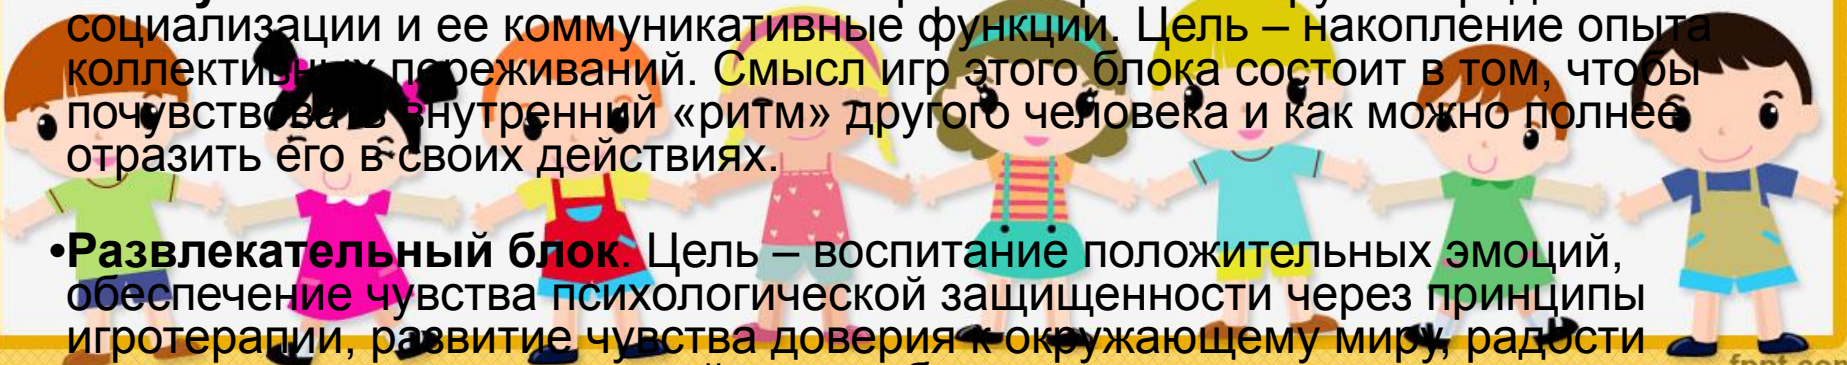 социализации и ее коммуникативные функции. Цель – накопление опыта
коллективных переживаний. Смысл игр этого блока состоит в том, чтобы
почувствовать внутренний «ритм» другого человека и как можно полнее
отразить его в своих действиях.
•Развлекательный блок. Цель – воспитание положительных эмоций,
обеспечение чувства психологической защищенности через принципы
игротерапии, развитие чувства доверия к окружающему миру, радости